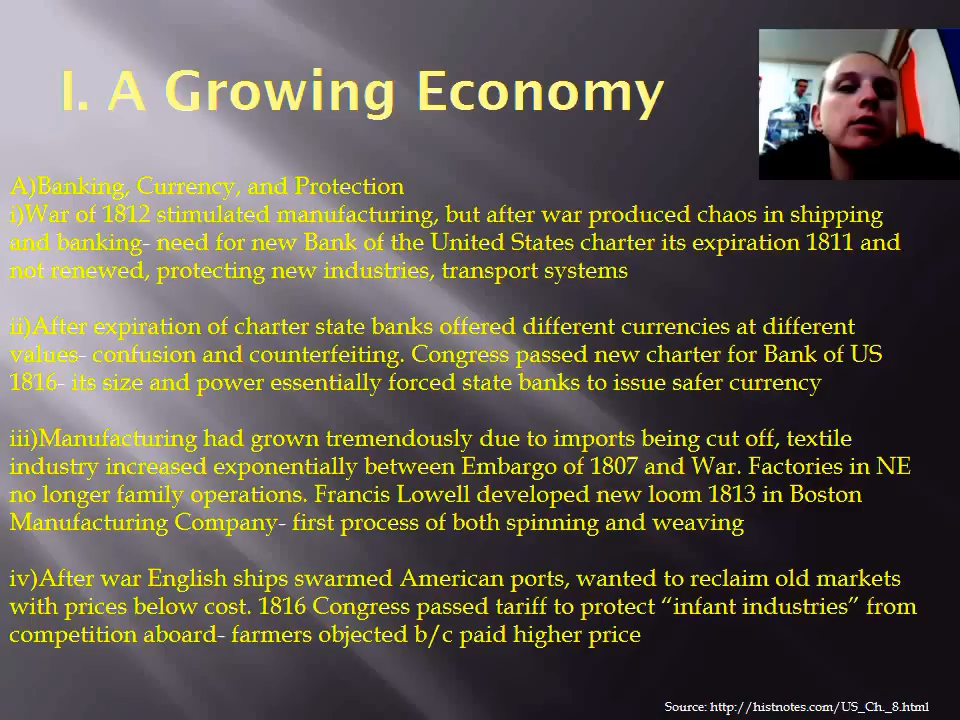 I. A Growing Economy
A)Banking, Currency, and Protection
i)War of 1812 stimulated manufacturing, but after war produced chaos in shipping
and banking- need for new Bank of the United States charter its expiration 1811 and
not renewed, protecting new industries, transport systems
ii)After expiration of charter state banks offered different currencies at different
values- confusion and counterfeiting. Congress passed new charter for Bank of US
1816- its size and power essentially forced state banks to issue safer currency
iii)Manufacturing had grown tremendously due to imports being cut off, textile
industry increased exponentially between Embargo of 1807 and War. Factories in NE
no longer family operations. Francis Lowell developed new loom 1813 in Boston
Manufacturing Company- first process of both spinning and weaving
iv)After war English ships swarmed American ports, wanted to reclaim old markets
with prices below cost. 1816 Congress passed tariff to protect “infant industries” from
competition aboard- farmers objected b/c paid higher price
Source: http://histnotes.com/US_Ch._8.html